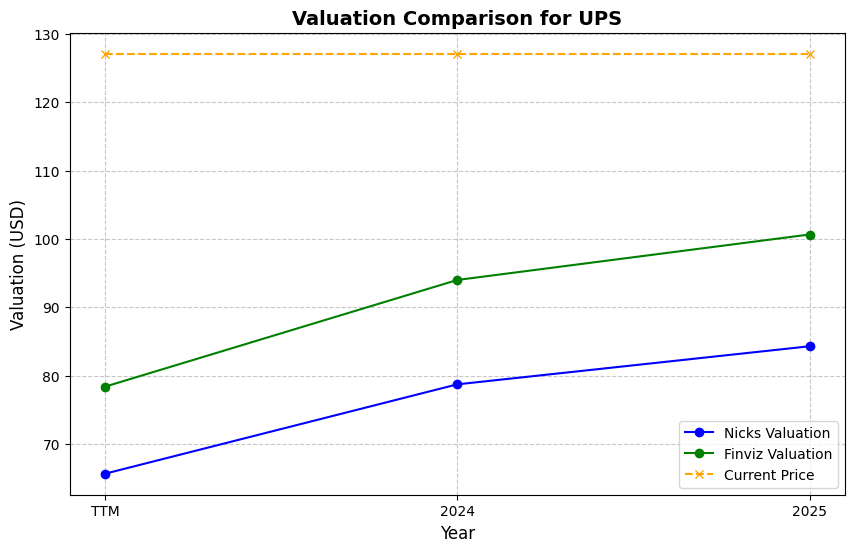 Valuation Comparison for UPS
Valuation (USD)
130
120
110
100
90
80
70
TTM
2024
2025
Year
Nicks Valuation
Finviz Valuation
Current Price